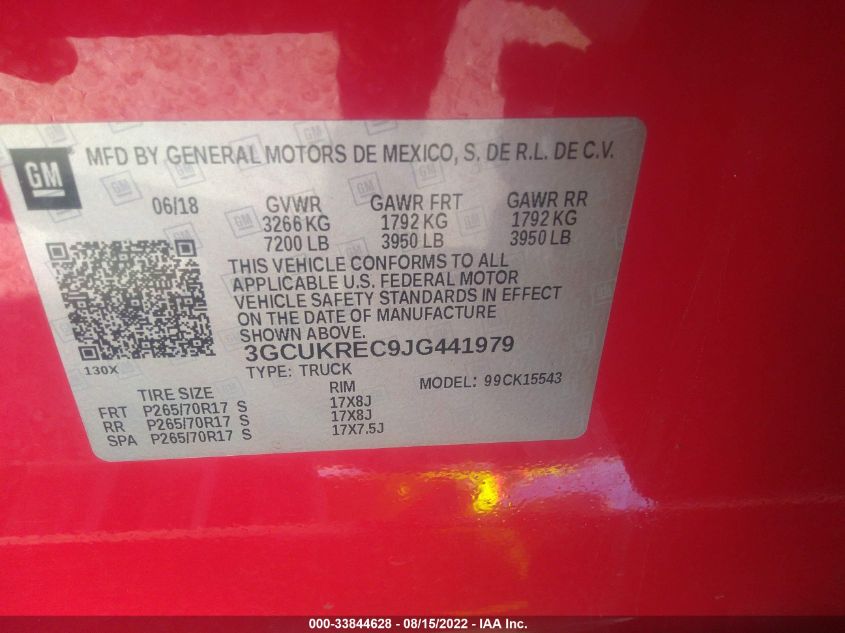 GM
MFD BY GENERAL MOTORS DE MEXICO, S. DE R.L. DE C.V.
06/18 GVWR GAWR FRT GAWR RR
3266 KG 1792 KG 1792 KG
7200 LB 3950 LB 3950 LB
THIS VEHICLE CONFORMS TO ALL
APPLICABLE U.S. FEDERAL MOTOR
VEHICLE SAFETY STANDARDS IN EFFECT
ON THE DATE OF MANUFACTURE
SHOWN ABOVE.
3GCUKREC9JG441979
130X TYPE: TRUCK MODEL: 99CK15543
TIRE SIZE RIM
FRT P265/70R17 S 17X8J
RR P265/70R17 S 17X8J
SPA P265/70R17 S 17X7.5J
000-33844628 - 08/15/2022 - IAA Inc.